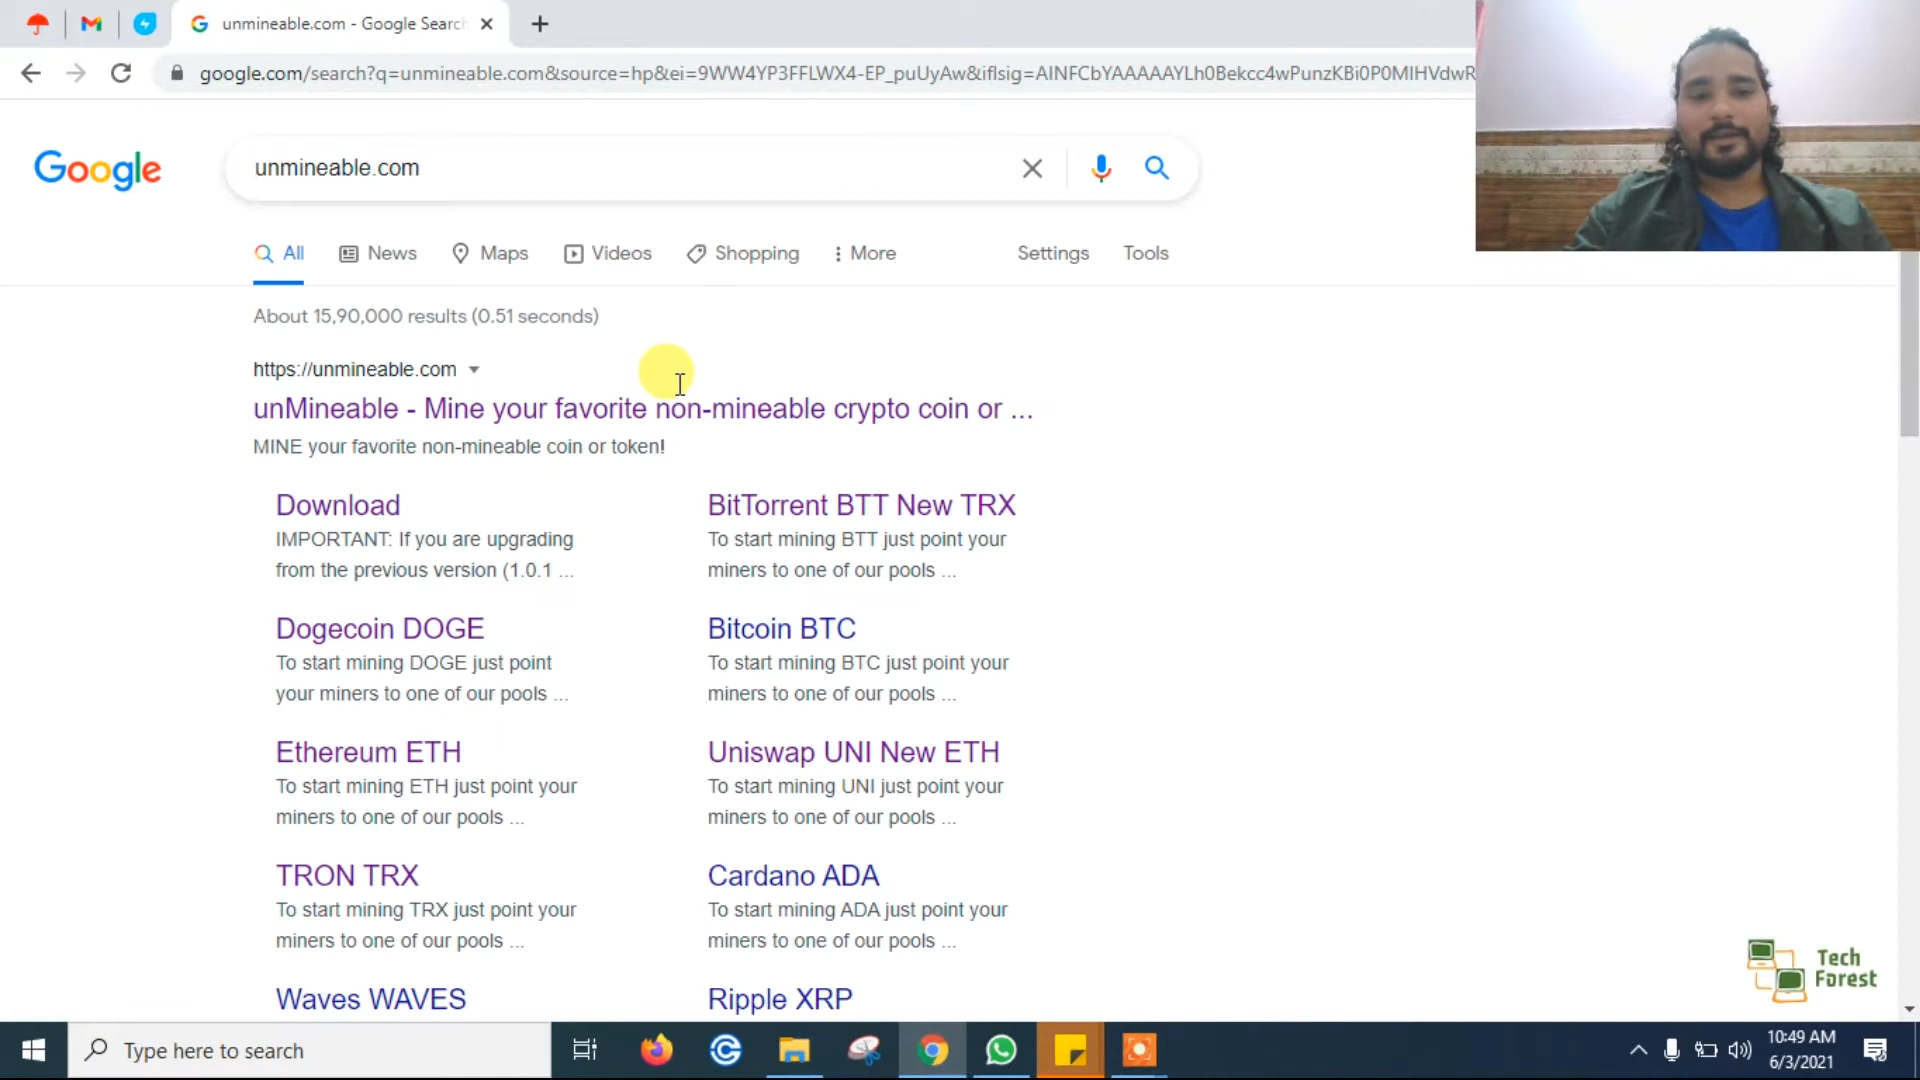 unmineable.com - Google Search
google.com/search?q=unmineable.com&source=hp&ei=9WW4YP3FFLWX4-EP_puUyAw&iflsig=AINFCbYAAAAAYLh0Bekcc4wPunzKBi0P0MIHVdwR
Google
unmineable.com
All News Maps Videos Shopping More Settings Tools
About 15,90,000 results (0.51 seconds)
https://unmineable.com
unMineable - Mine your favorite non-mineable crypto coin or ...
MINE your favorite non-mineable coin or token!
Download
IMPORTANT: If you are upgrading
from the previous version (1.0.1 ...
BitTorrent BTT New TRX
To start mining BTT just point your
miners to one of our pools ...
Dogecoin DOGE
To start mining DOGE just point
your miners to one of our pools ...
Bitcoin BTC
To start mining BTC just point your
miners to one of our pools ...
Ethereum ETH
To start mining ETH just point your
miners to one of our pools ...
Uniswap UNI New ETH
To start mining UNI just point your
miners to one of our pools ...
TRON TRX
To start mining TRX just point your
miners to one of our pools ...
Cardano ADA
To start mining ADA just point your
miners to one of our pools ...
Waves WAVES
Ripple XRP
Tech
Forest
Type here to search
10:49 AM
6/3/2021